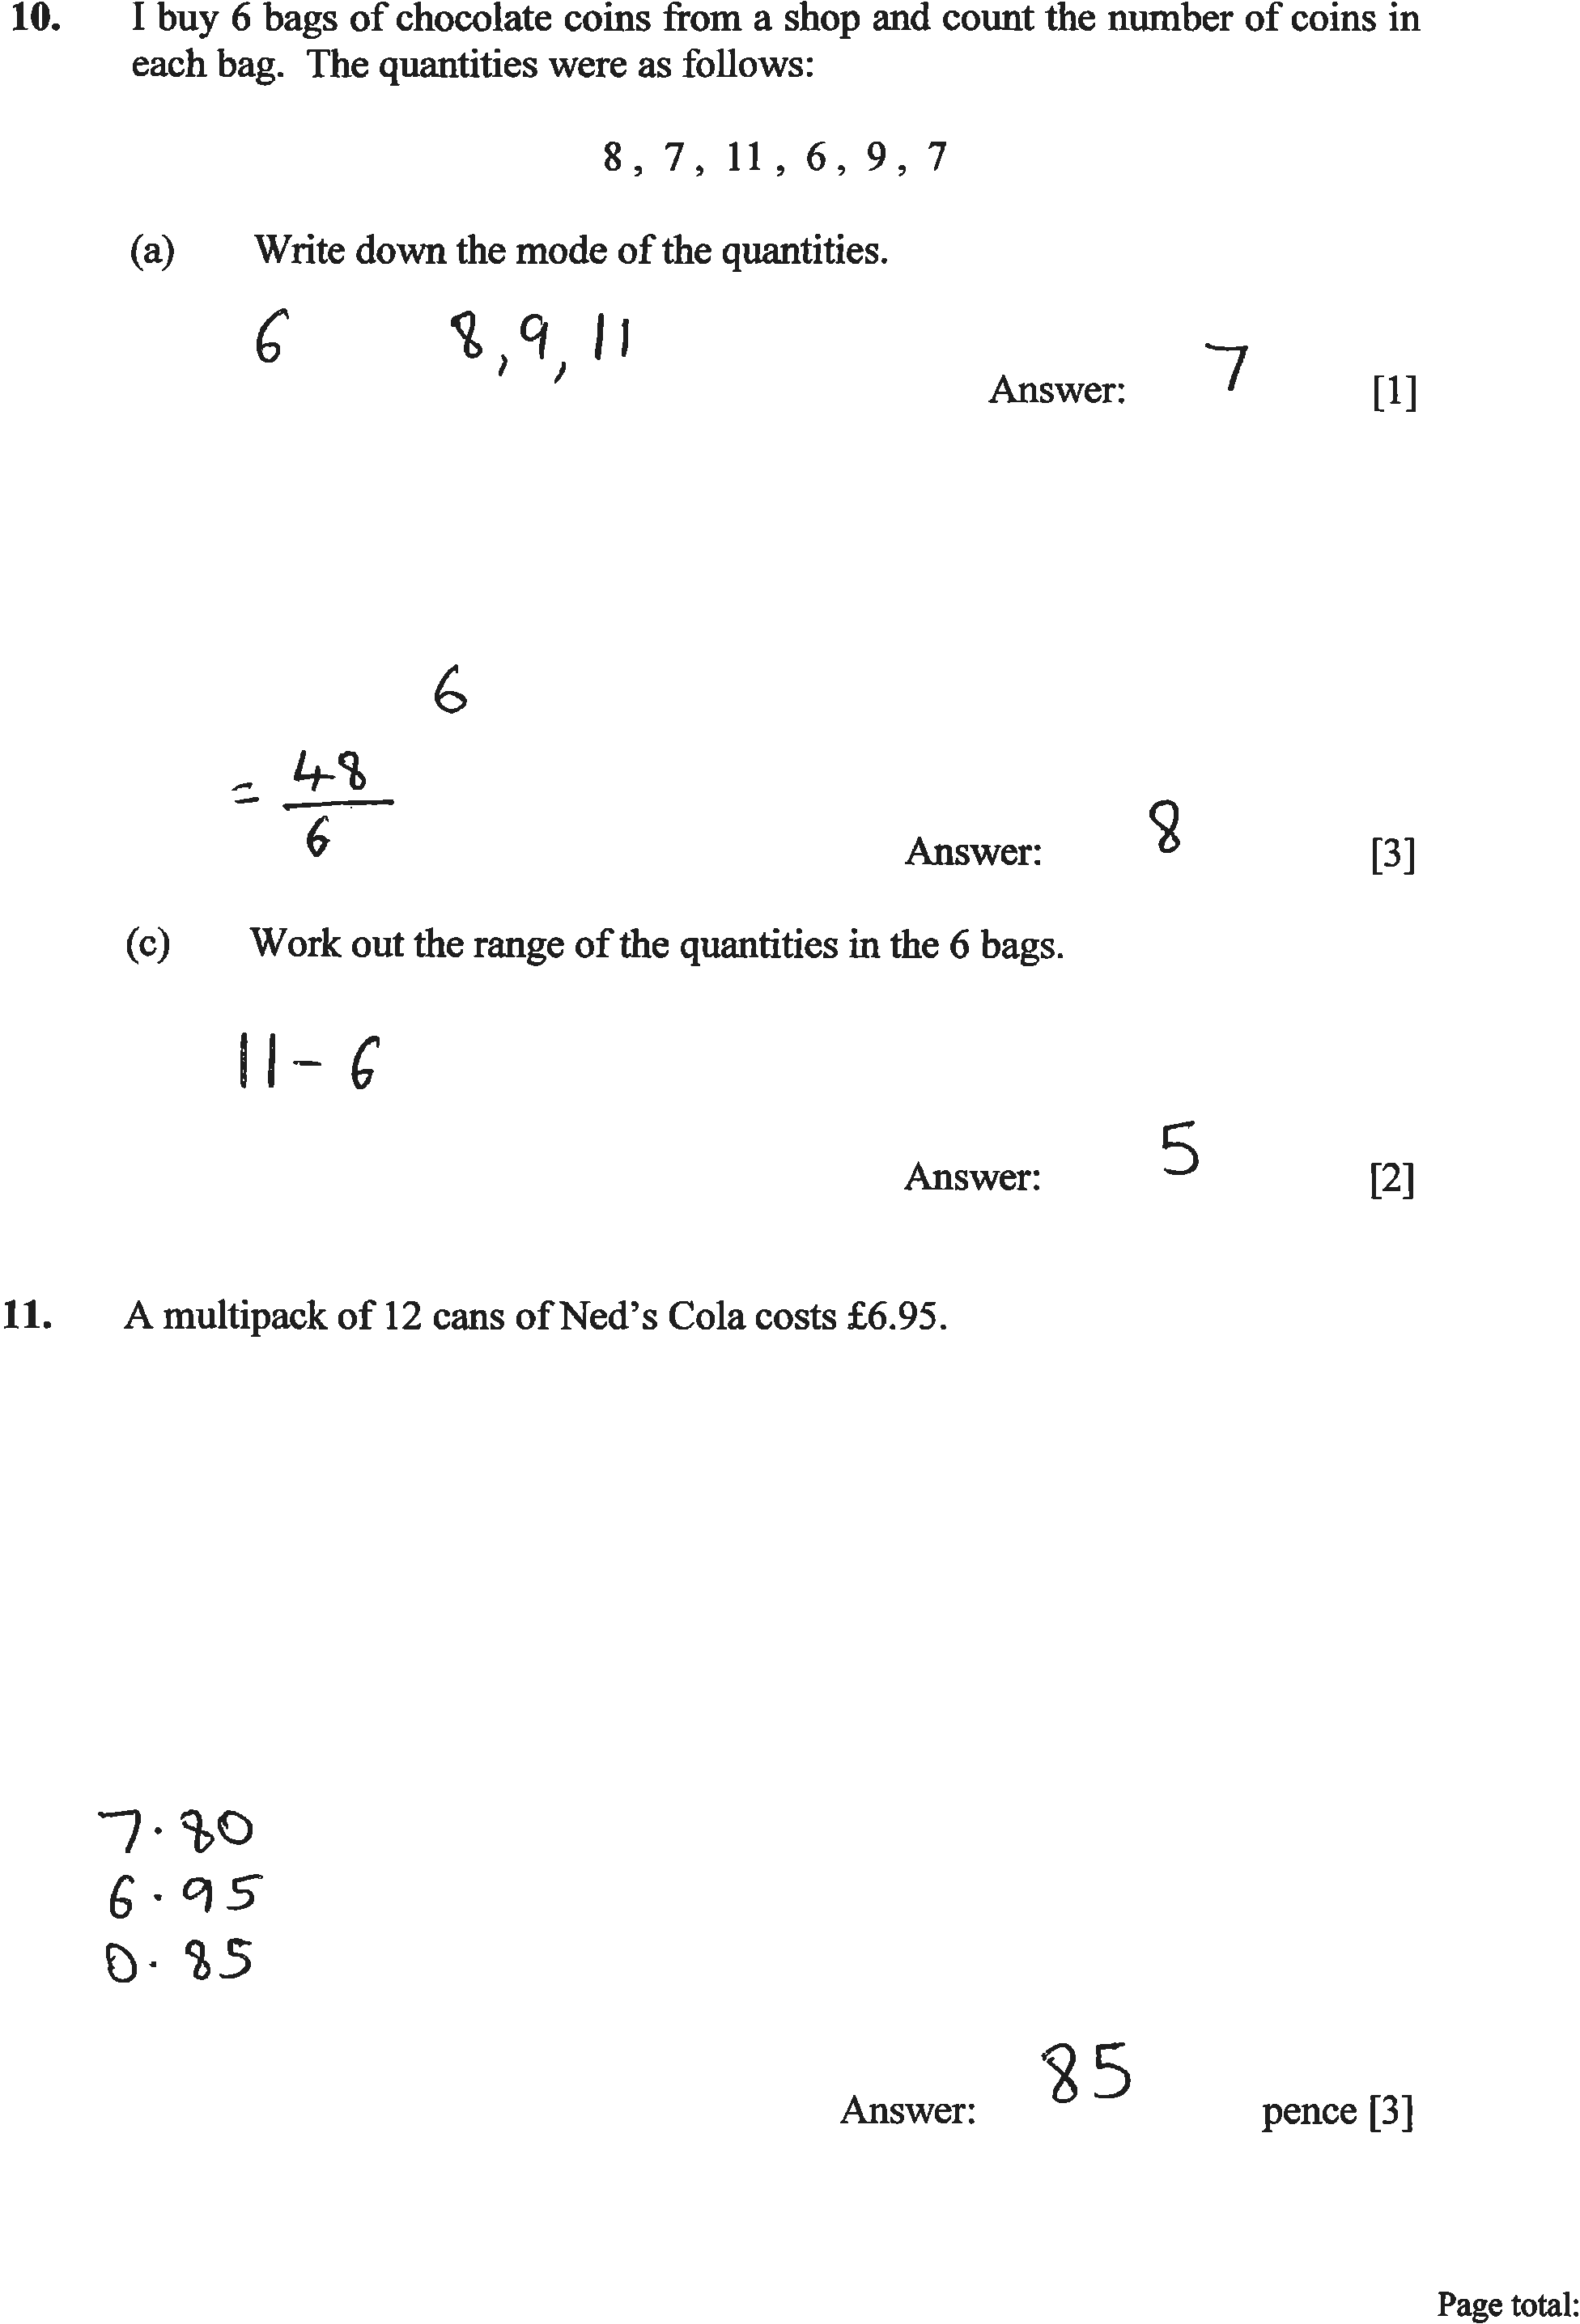 10. I buy 6 bags of chocolate coins from a shop and count the number of coins in
each bag. The quantities were as follows:
8 , 7 , 11 , 6 , 9 , 7
(a) Write down the mode of the quantities.
6 8, 9, 11
Answer: 7 [1]
6
= 48
6
Answer: 8 [3]
(c) Work out the range of the quantities in the 6 bags.
11 - 6
Answer: 5 [2]
11. A multipack of 12 cans of Ned's Cola costs £6.95.
7.80
6.95
0.85
Answer: 85 pence [3]
Page total: